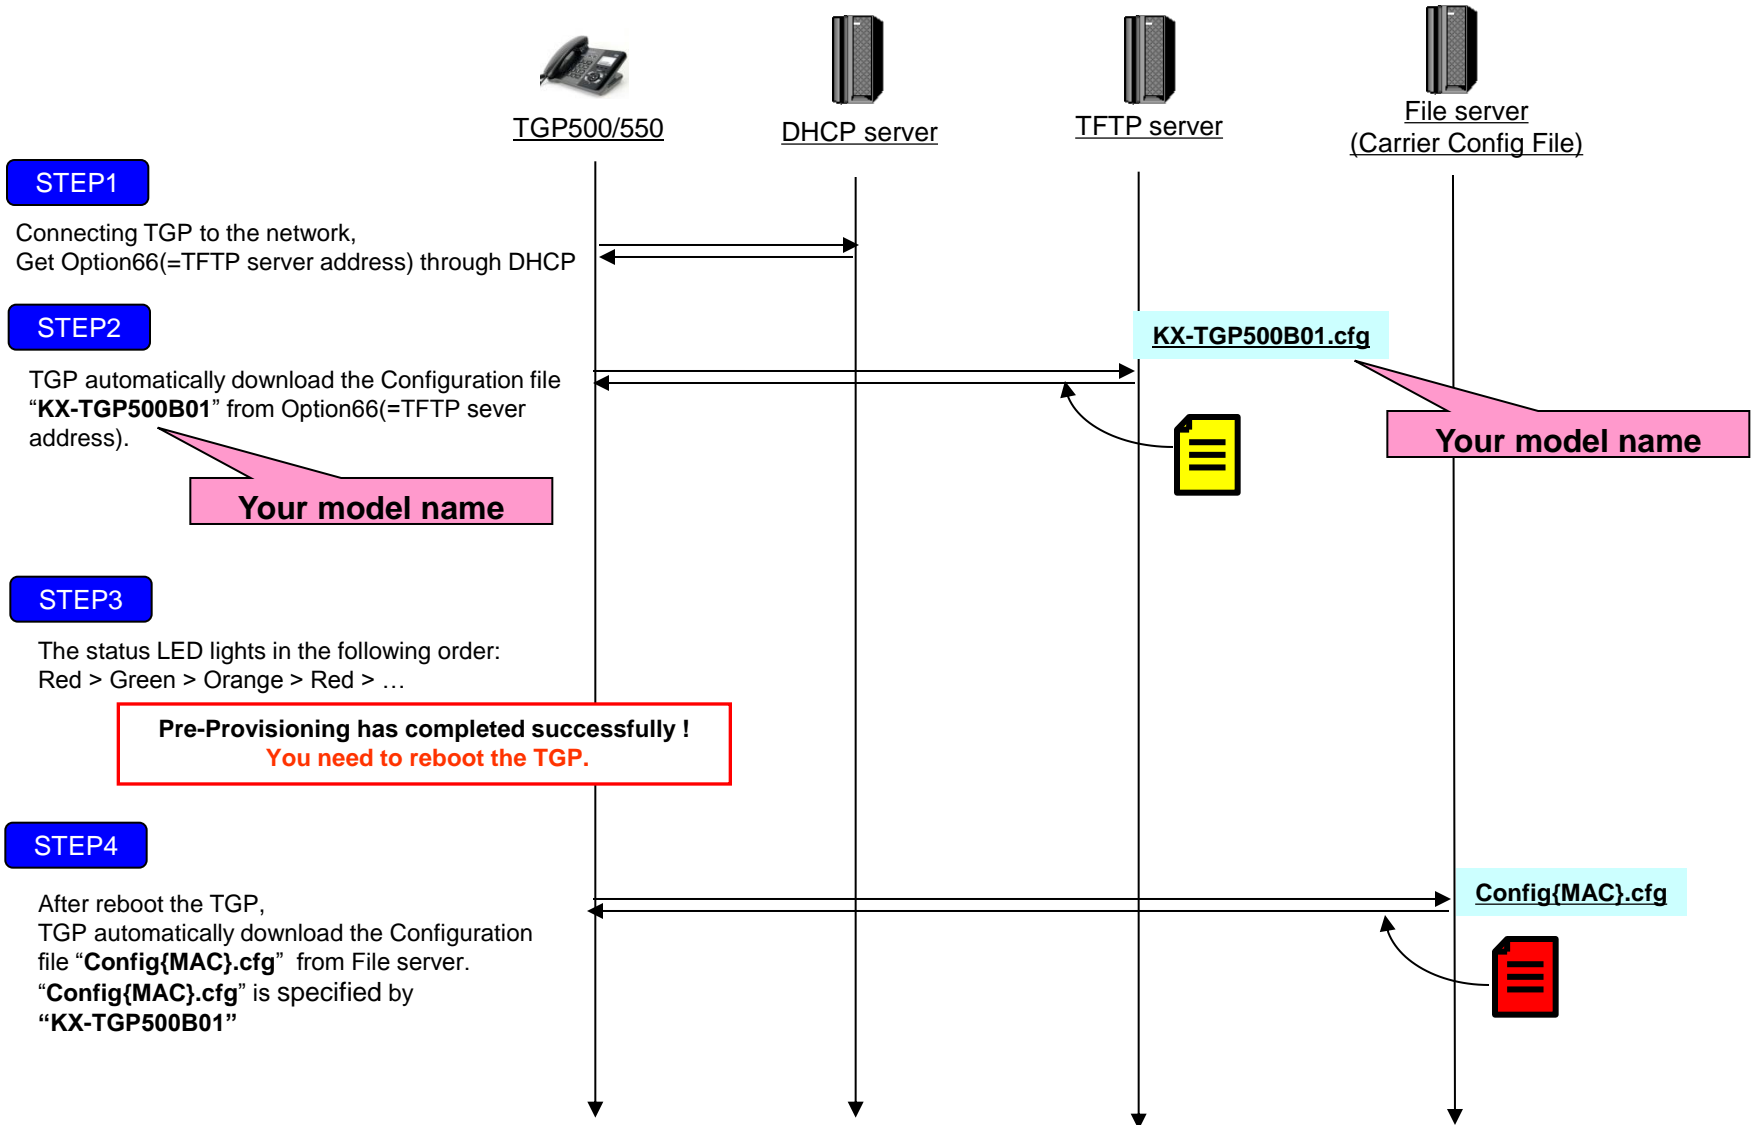 TGP500/550
DHCP server
TFTP server
File server
(Carrier Config File)
STEP1
Connecting TGP to the network,
Get Option66(=TFTP server address) through DHCP
STEP2
KX-TGP500B01.cfg
TGP automatically download the Configuration file
“KX-TGP500B01” from Option66(=TFTP sever
address).
Your model name
Your model name
STEP3
The status LED lights in the following order:
Red > Green > Orange > Red > …
Pre-Provisioning has completed successfully !
You need to reboot the TGP.
STEP4
Config{MAC}.cfg
After reboot the TGP,
TGP automatically download the Configuration
file “Config{MAC}.cfg” from File server.
“Config{MAC}.cfg” is specified by
“KX-TGP500B01”